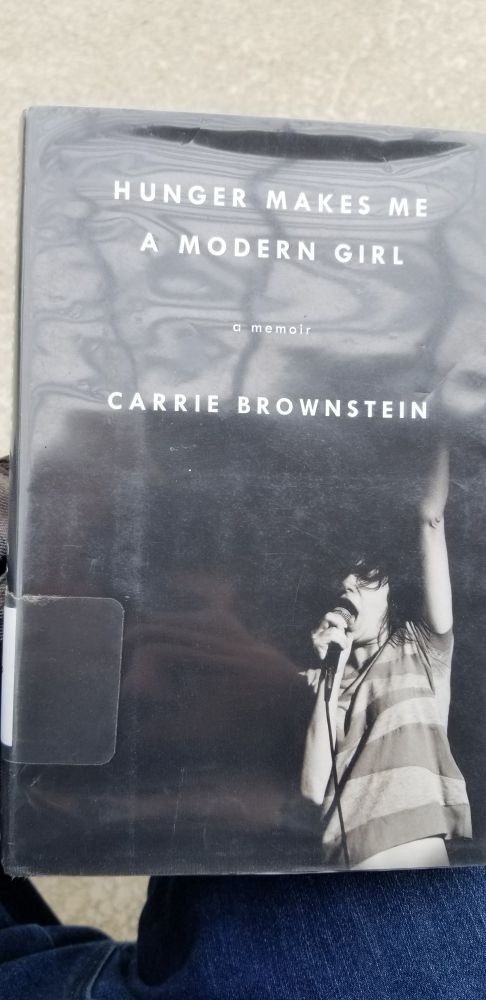 HUNGER MAKES ME
A MODERN GIRL
a memoir
CARRIE BROWNSTEIN